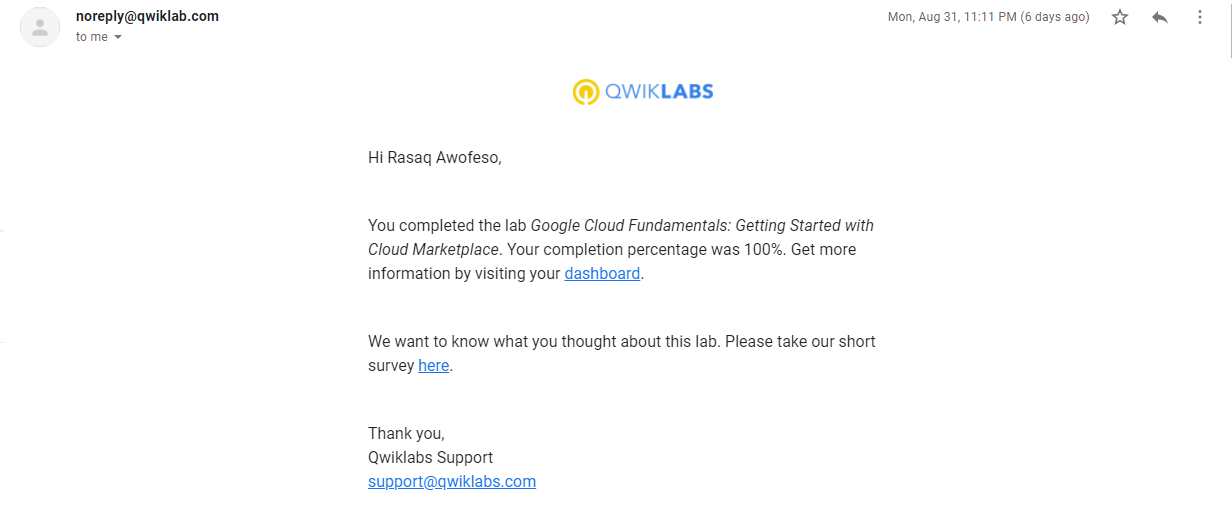 noreply@qwiklab.com
Mon, Aug 31, 11:11 PM (6 days ago)
to me
QWIKLABS
Hi Rasaq Awofeso,
You completed the lab Google Cloud Fundamentals: Getting Started with
Cloud Marketplace. Your completion percentage was 100%. Get more
information by visiting your dashboard.
We want to know what you thought about this lab. Please take our short
survey here.
Thank you,
Qwiklabs Support
support@qwiklabs.com